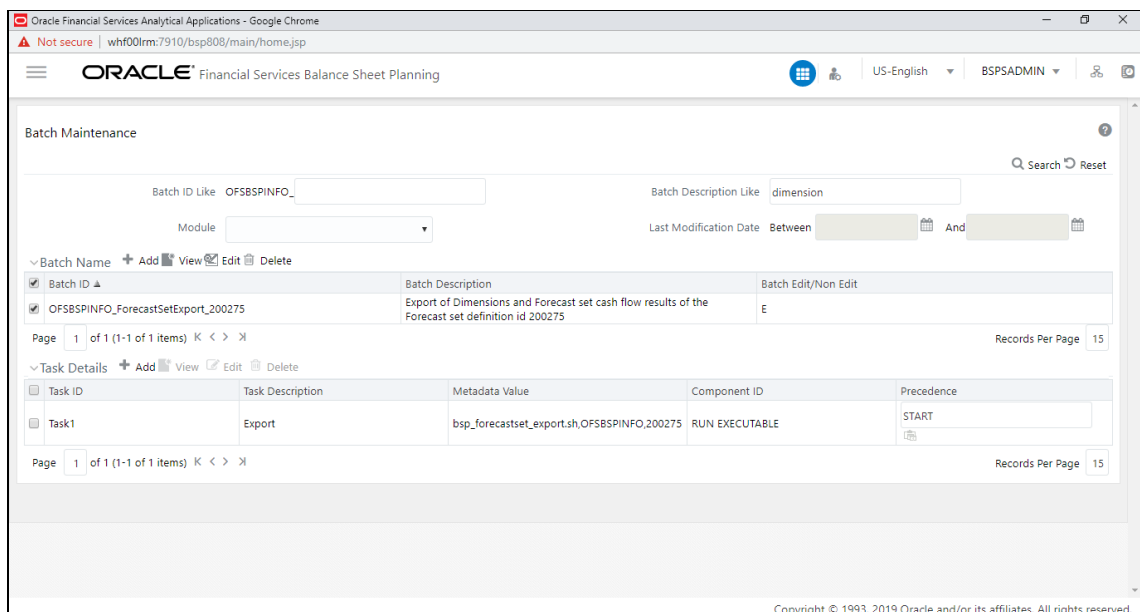 Oracle Financial Services Analytical Applications - Google Chrome
Not secure | whf00lrm:7910/bsp808/main/home.jsp
ORACLE® Financial Services Balance Sheet Planning
US-English
BSPSADMIN
Batch Maintenance
Search Reset
Batch ID Like OFSBSPINFO_
Batch Description Like dimension
Module
Last Modification Date Between And
Batch Name Add View Edit Delete
Batch ID Batch Description Batch Edit/Non Edit
OFSBSPINFO_ForecastSetExport_200275
Export of Dimensions and Forecast set cash flow results of the
Forecast set definition id 200275
E
Page 1 of 1 (1-1 of 1 items)
Records Per Page 15
Task Details Add View Edit Delete
Task ID Task Description Metadata Value Component ID Precedence
Task1 Export bsp_forecastset_export.sh,OFSBSPINFO,200275 RUN EXECUTABLE START
Page 1 of 1 (1-1 of 1 items)
Records Per Page 15
Copyright © 1993, 2019 Oracle and/or its affiliates. All rights reserved.